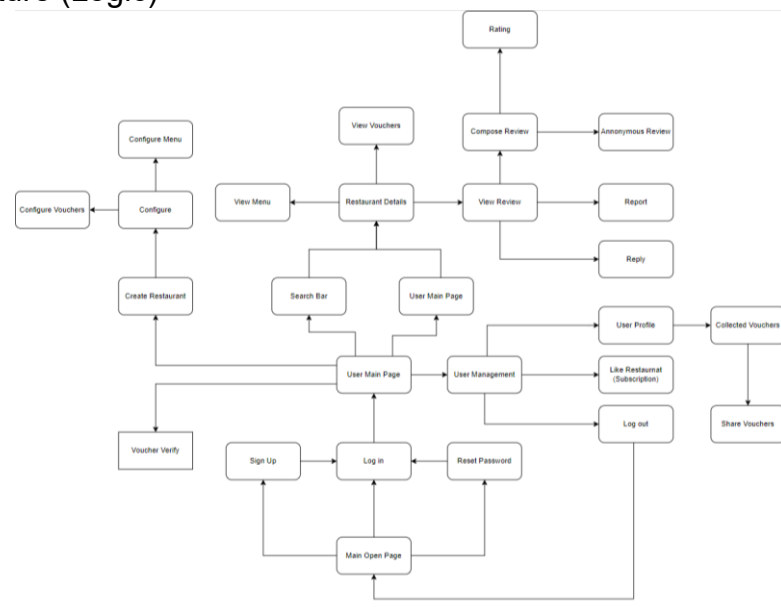 Rating
View Vouchers
Compose Review
Annonymous Review
Configure Menu
View Menu
Restaurant Details
View Review
Report
Configure Vouchers
Configure
Reply
Create Restaurant
Search Bar
User Main Page
User Profile
Collected Vouchers
User Main Page
User Management
Like Restaurnat
(Subscription)
Log out
Share Vouchers
Voucher Verify
Sign Up
Log in
Reset Password
Main Open Page